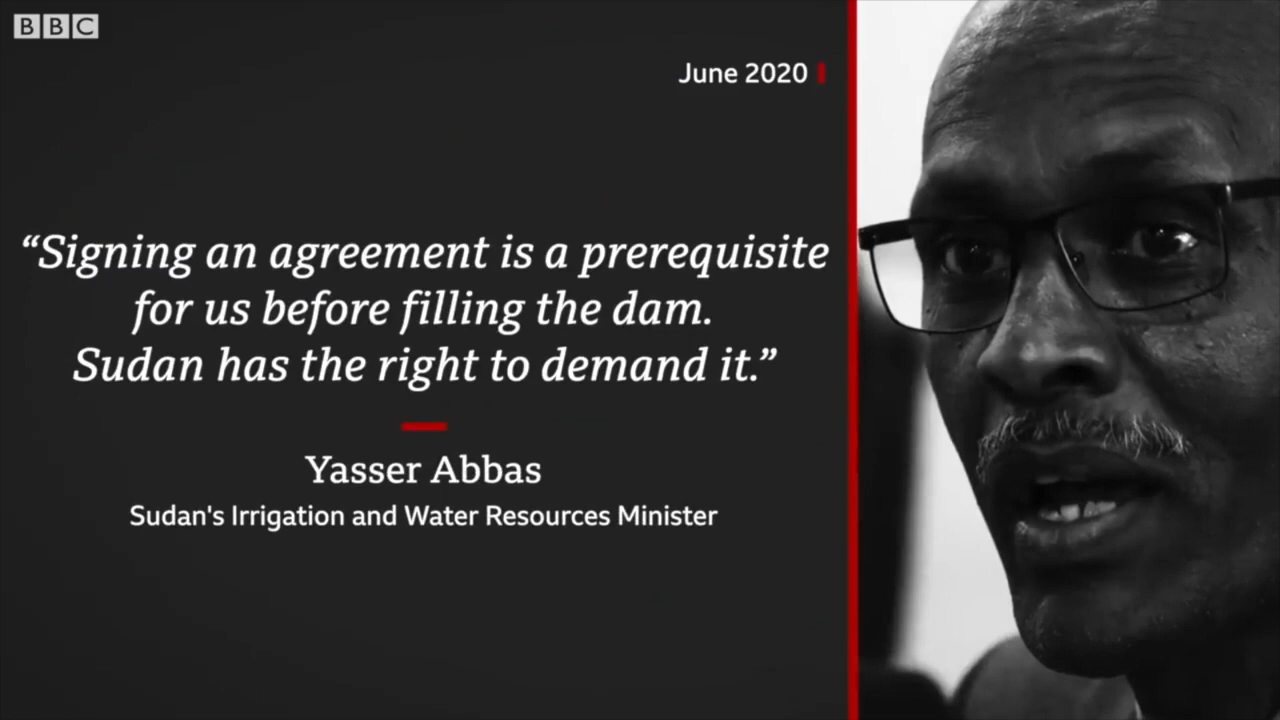 BBC
June 2020
“Signing an agreement is a prerequisite
for us before filling the dam.
Sudan has the right to demand it.”
Yasser Abbas
Sudan's Irrigation and Water Resources Minister